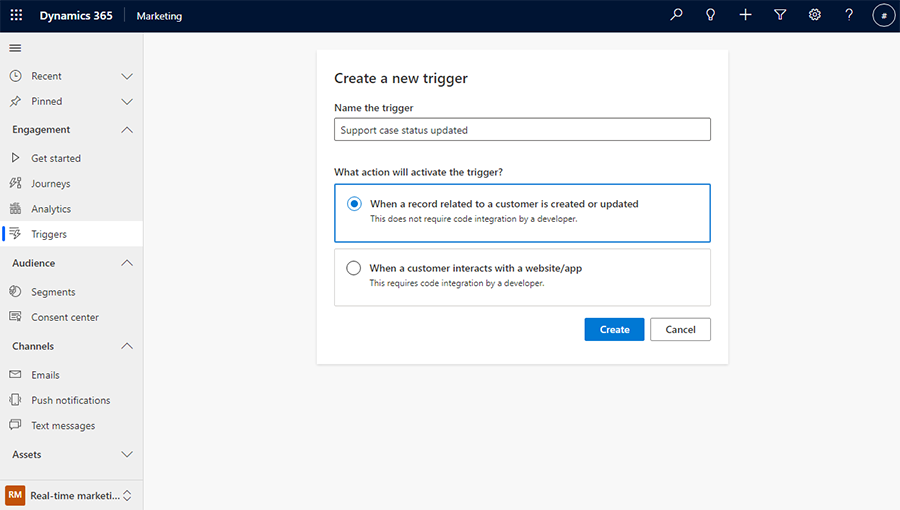 Dynamics 365 Marketing
#
Recent
Pinned
Engagement
Get started
Journeys
Analytics
Triggers
Audience
Segments
Consent center
Channels
Emails
Push notifications
Text messages
Assets
RM Real-time marketi...
Create a new trigger
Name the trigger
Support case status updated
What action will activate the trigger?
When a record related to a customer is created or updated
This does not require code integration by a developer.
When a customer interacts with a website/app
This requires code integration by a developer.
Create Cancel